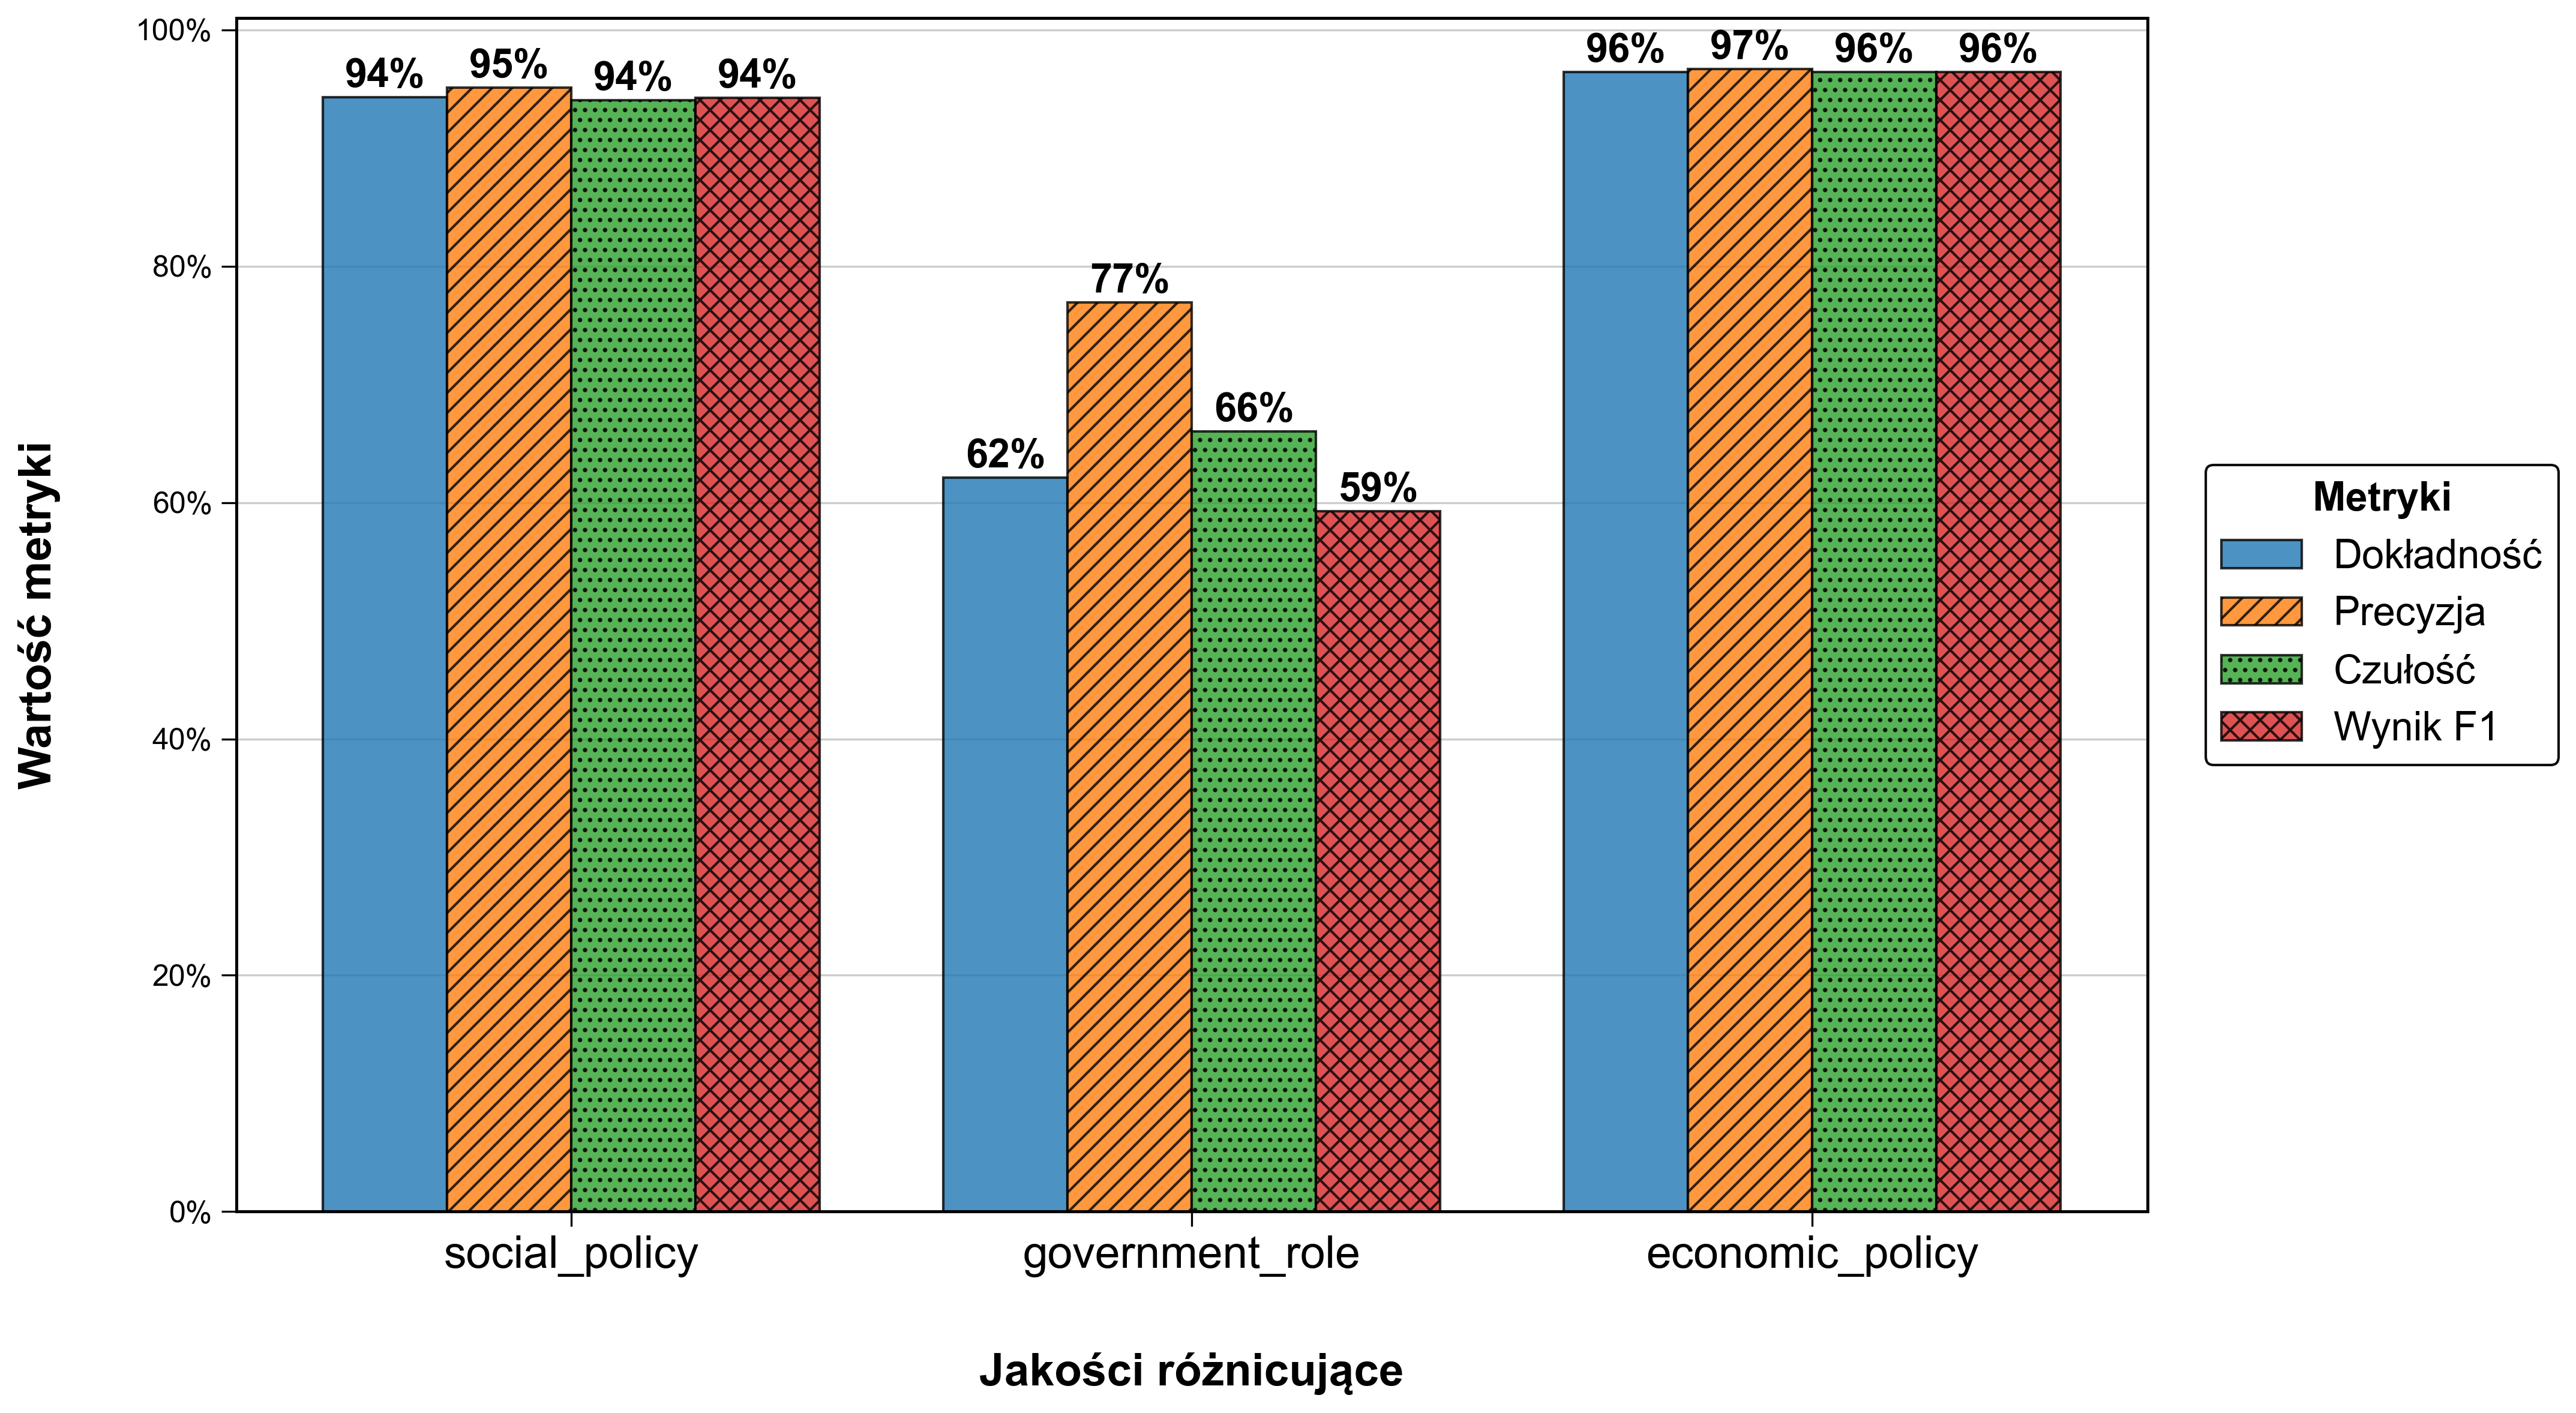 100%
80%
60%
40%
20%
0%
Wartość metryki
94%
95%
94%
94%
62%
77%
66%
59%
96%
97%
96%
96%
social_policy
government_role
economic_policy
Jakości różnicujące
Metryki
Dokładność
Precyzja
Czułość
Wynik F1